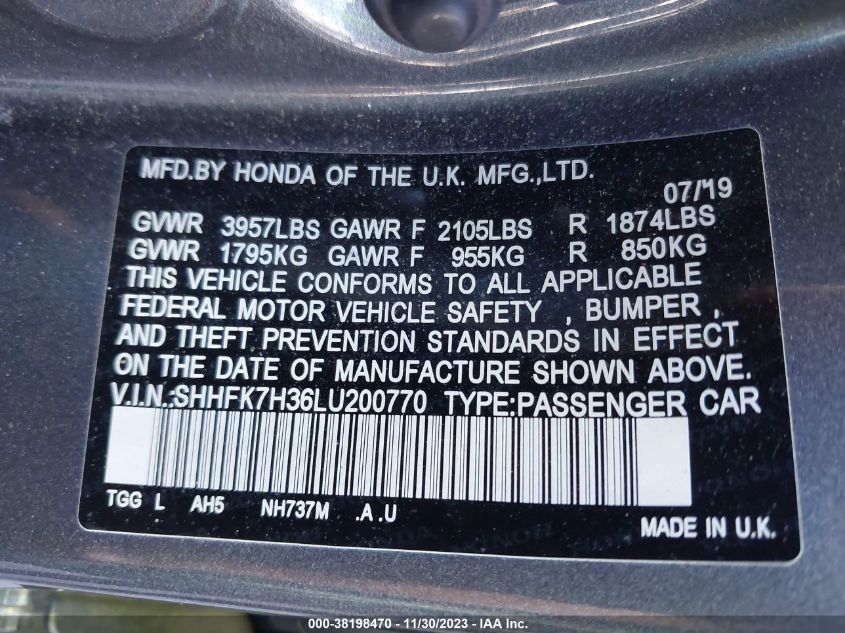 MFD.BY HONDA OF THE U.K. MFG.,LTD.
07/19
GVWR 3957LBS GAWR F 2105LBS R 1874LBS
GVWR 1795KG GAWR F 955KG R 850KG
THIS VEHICLE CONFORMS TO ALL APPLICABLE
FEDERAL MOTOR VEHICLE SAFETY , BUMPER ,
AND THEFT PREVENTION STANDARDS IN EFFECT
ON THE DATE OF MANUFACTURE SHOWN ABOVE.
V.I.N.:SHHFK7H36LU200770 TYPE:PASSENGER CAR
TGG L AH5 NH737M .A .U
MADE IN U.K.
000-38198470 - 11/30/2023 - IAA Inc.